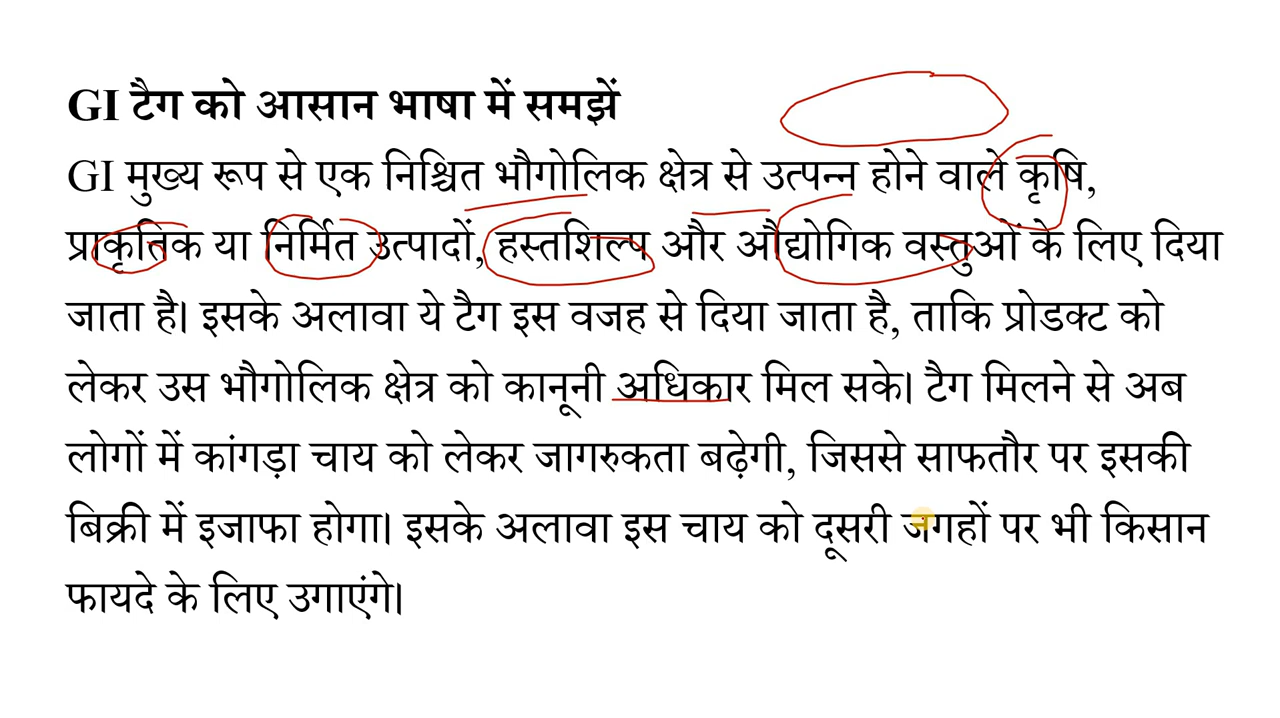 GI टैग को आसान भाषा में समझें
GI मुख्य रूप से एक निश्चित भौगोलिक क्षेत्र से उत्पन्न होने वाले कृषि,
प्राकृतिक या निर्मित उत्पादों, हस्तशिल्प और औद्योगिक वस्तुओं के लिए दिया
जाता है। इसके अलावा ये टैग इस वजह से दिया जाता है, ताकि प्रोडक्ट को
लेकर उस भौगोलिक क्षेत्र को कानूनी अधिकार मिल सके। टैग मिलने से अब
लोगों में कांगड़ा चाय को लेकर जागरुकता बढ़ेगी, जिससे साफतौर पर इसकी
बिक्री में इजाफा होगा। इसके अलावा इस चाय को दूसरी जगहों पर भी किसान
फायदे के लिए उगाएंगे।